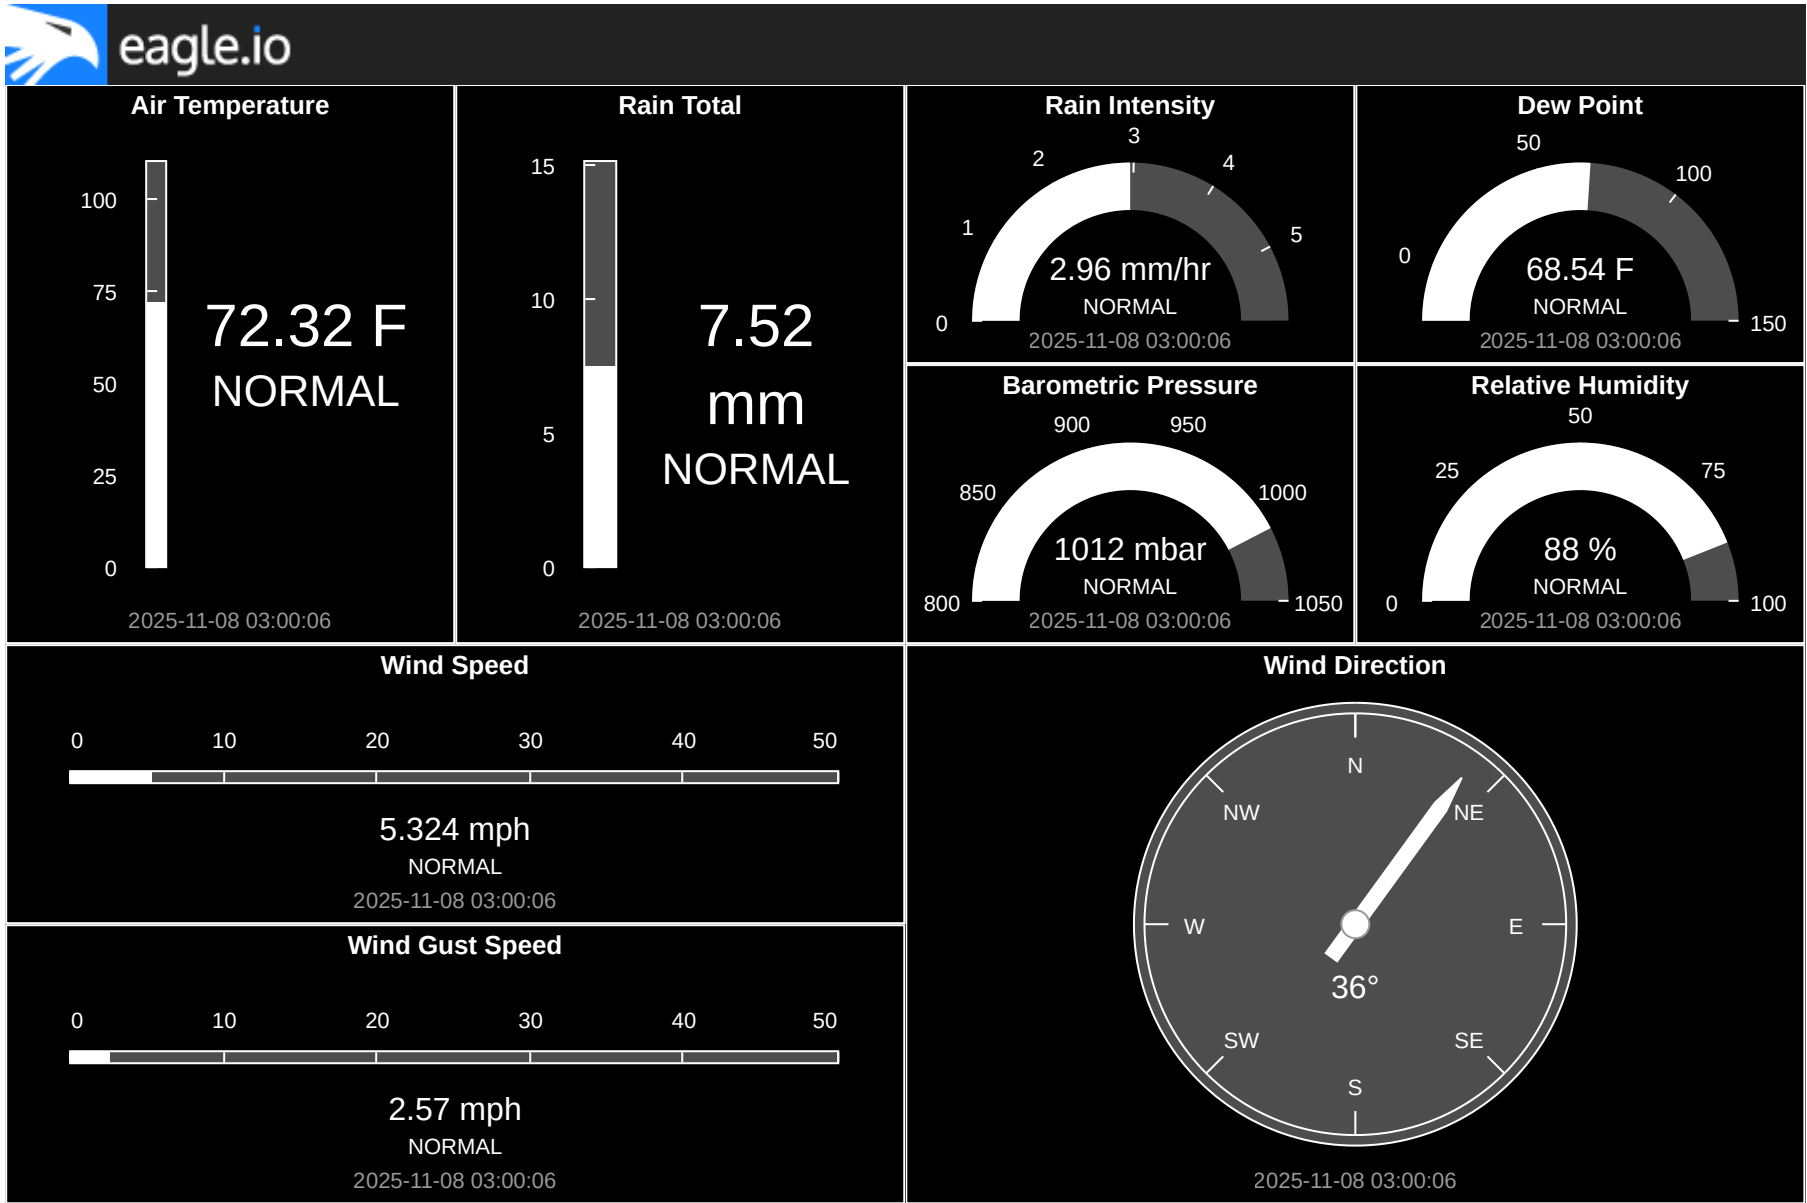 eagle.io
Air Temperature
100
75
50
25
0
72.32 F
NORMAL
2025-11-08 03:00:06
Rain Total
15
10
5
0
7.52
mm
NORMAL
2025-11-08 03:00:06
Rain Intensity
0
1
2
3
4
5
2.96 mm/hr
NORMAL
2025-11-08 03:00:06
Dew Point
0
50
100
150
68.54 F
NORMAL
2025-11-08 03:00:06
Barometric Pressure
800
850
900
950
1000
1050
1012 mbar
NORMAL
2025-11-08 03:00:06
Relative Humidity
0
25
50
75
100
88 %
NORMAL
2025-11-08 03:00:06
Wind Speed
0 10 20 30 40 50
5.324 mph
NORMAL
2025-11-08 03:00:06
Wind Gust Speed
0 10 20 30 40 50
2.57 mph
NORMAL
2025-11-08 03:00:06
Wind Direction
N
NW NE
W E
36°
SW SE
S
2025-11-08 03:00:06